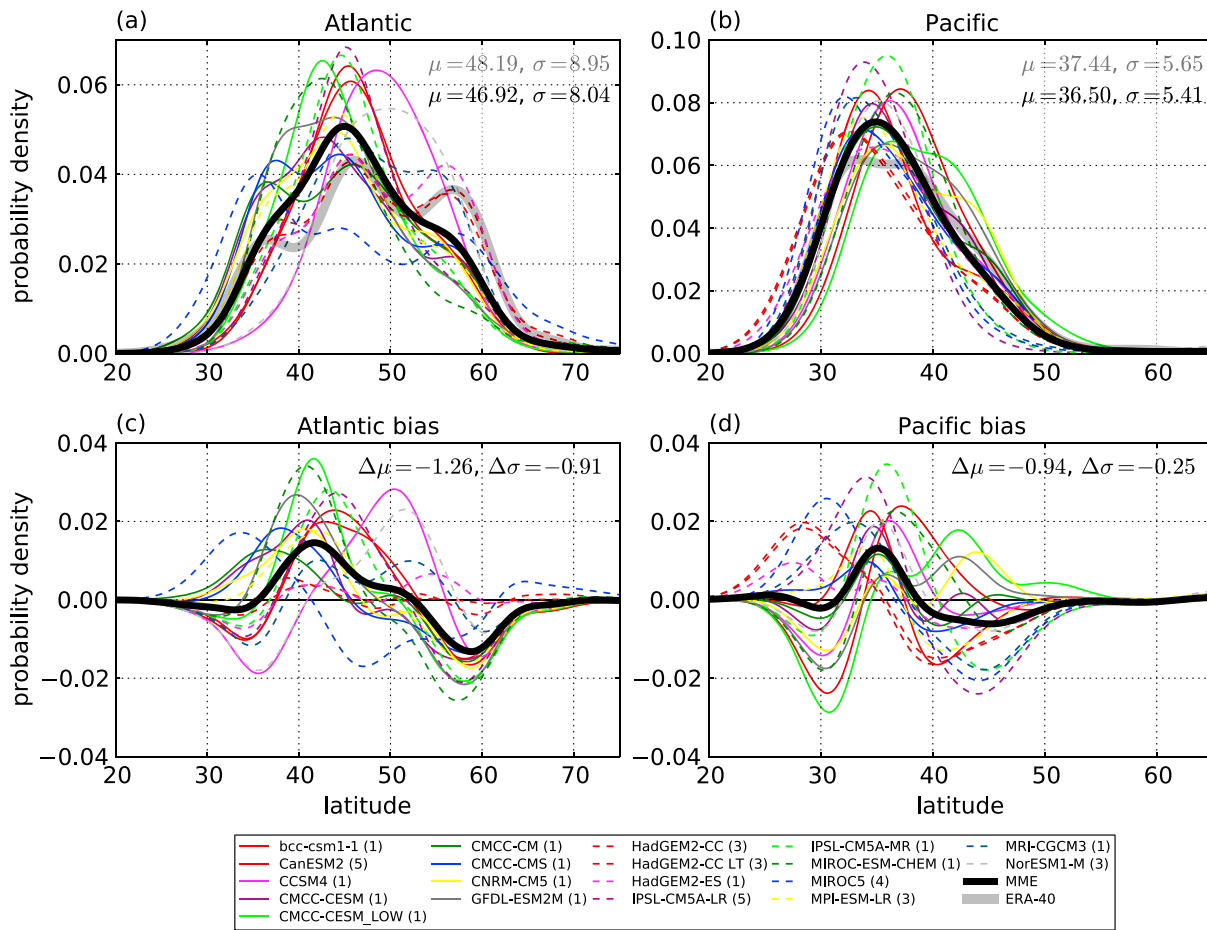 (a) Atlantic
(b) Pacific
probability density
0.06
0.04
0.02
0.00
μ=48.19, σ=8.95
μ=46.92, σ=8.04
20 30 40 50 60 70
0.10
0.08
0.06
0.04
0.02
0.00
μ=37.44, σ=5.65
μ=36.50, σ=5.41
20 30 40 50 60
(c) Atlantic bias
(d) Pacific bias
probability density
0.04
0.02
0.00
−0.02
−0.04
Δμ=−1.26, Δσ=−0.91
20 30 40 50 60 70
latitude
0.04
0.02
0.00
−0.02
−0.04
Δμ=−0.94, Δσ=−0.25
20 30 40 50 60
latitude
bcc-csm1-1 (1)
CanESM2 (5)
CCSM4 (1)
CMCC-CESM (1)
CMCC-CESM_LOW (1)
CMCC-CM (1)
CMCC-CMS (1)
CNRM-CM5 (1)
GFDL-ESM2M (1)
HadGEM2-CC (3)
HadGEM2-CC LT (3)
HadGEM2-ES (1)
IPSL-CM5A-LR (5)
IPSL-CM5A-MR (1)
MIROC-ESM-CHEM (1)
MIROC5 (4)
MPI-ESM-LR (3)
MRI-CGCM3 (1)
NorESM1-M (3)
MME
ERA-40